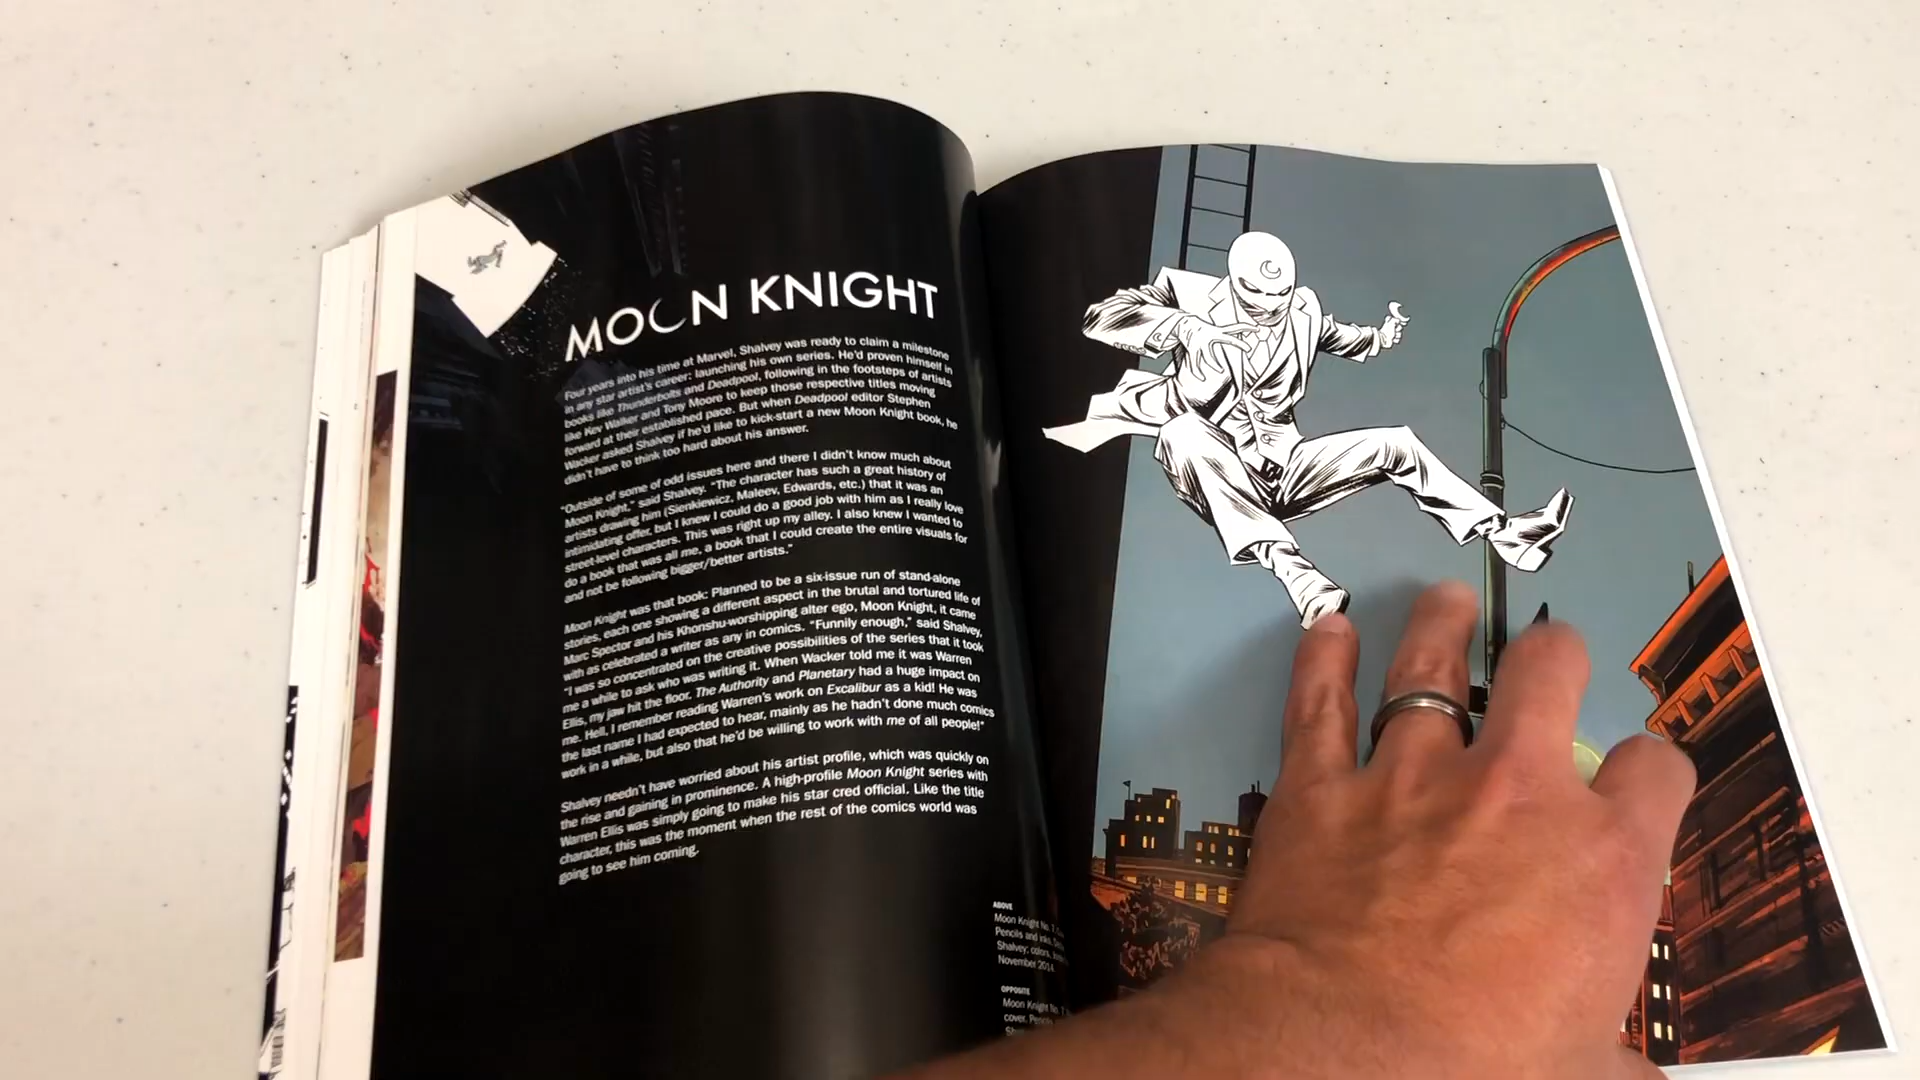 MOON KNIGHT
Four years into his time at Marvel, Shalvey was ready to claim a milestone
in any star artist's career: launching his own series. He'd proven himself in
books like Thunderbolts and Deadpool, following in the footsteps of artists
like Kev Walker and Tony Moore to keep those respective titles moving
forward at their established pace. But when Deadpool editor Stephen
Wacker asked Shalvey if he'd like to kick-start a new Moon Knight book, he
didn't have to think too hard about his answer.
"Outside of some of odd issues here and there I didn't know much about
Moon Knight," said Shalvey. "The character has such a great history of
artists drawing him (Sienkiewicz, Maleev, Edwards, etc.) that it was an
intimidating offer, but I knew I could do a good job with him as I really love
street-level characters. This was right up my alley. I also knew I wanted to
do a book that was all me, a book that I could create the entire visuals for
and not be following bigger/better artists."
Moon Knight was that book: Planned to be a six-issue run of stand-alone
stories, each one showing a different aspect in the brutal and tortured life of
Marc Spector and his Khonshu-worshipping alter ego, Moon Knight, it came
with as celebrated a writer as any in comics. "Funnily enough," said Shalvey,
"I was so concentrated on the creative possibilities of the series that it took
me a while to ask who was writing it. When Wacker told me it was Warren
Ellis, my jaw hit the floor. The Authority and Planetary had a huge impact on
me. Hell, I remember reading Warren's work on Excalibur as a kid! He was
the last name I had expected to hear, mainly as he hadn't done much comics
work in a while, but also that he'd be willing to work with me of all people!"
Shalvey needn't have worried about his artist profile, which was quickly on
the rise and gaining in prominence. A high-profile Moon Knight series with
Warren Ellis was simply going to make his star cred official. Like the title
character, this was the moment when the rest of the comics world was
going to see him coming.
ABOVE
Moon Knight No. 1
Pencils and inks,
Shalvey; colors,
November 2014
OPPOSITE
Moon Knight No.
cover.